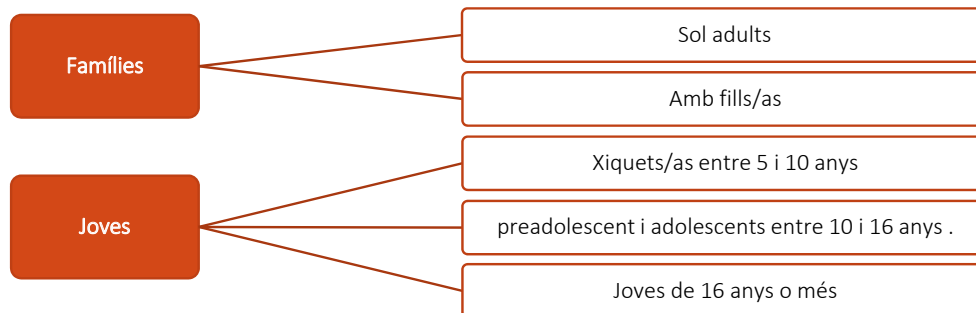 Famílies
Sol adults
Amb fills/as
Joves
Xiquets/as entre 5 i 10 anys
preadolescent i adolescents entre 10 i 16 anys .
Joves de 16 anys o més